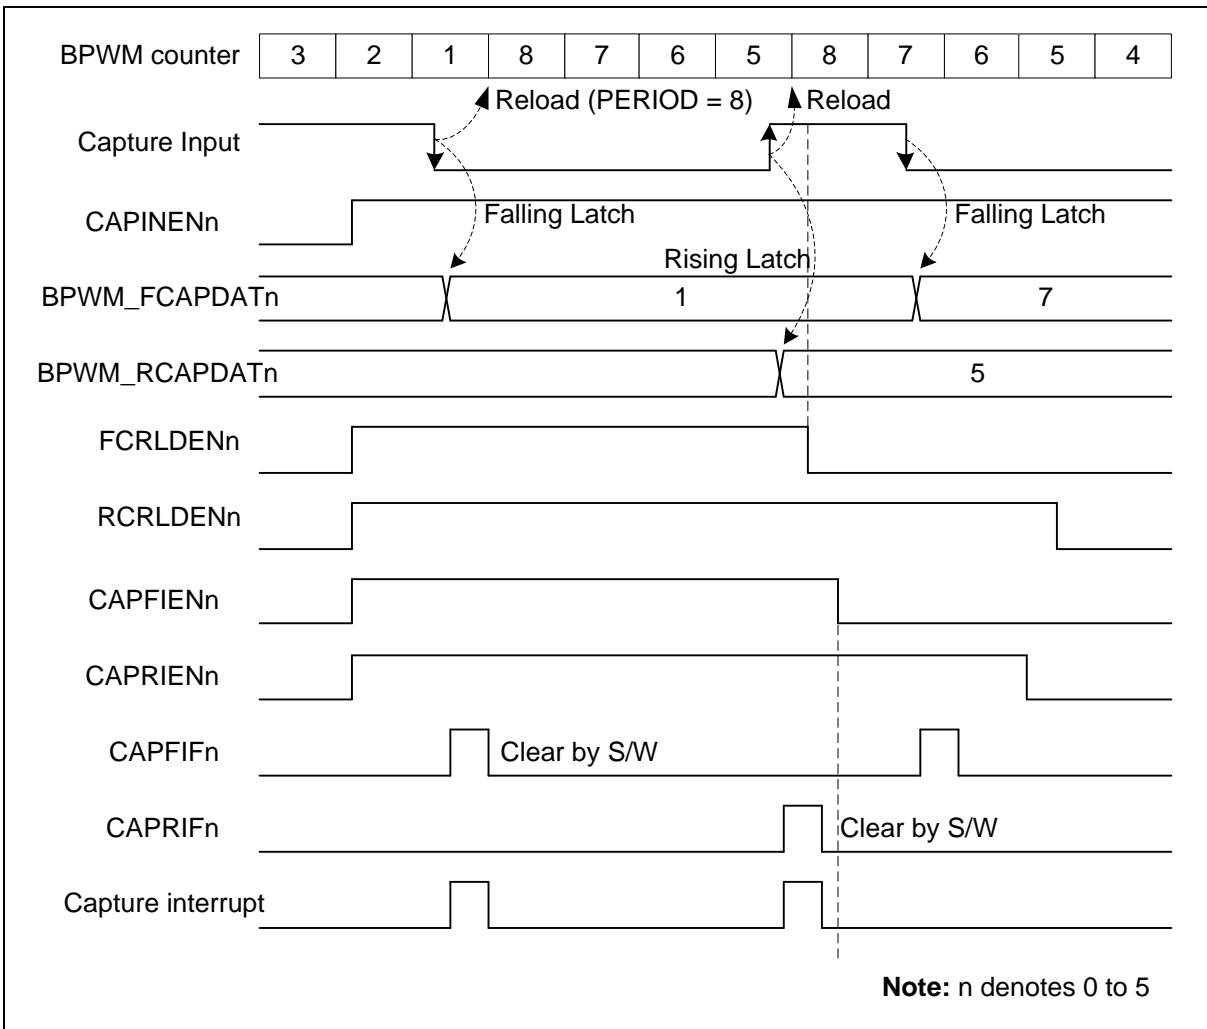 BPWM counter 3 2 1 8 7 6 5 8 7 6 5 4
Reload (PERIOD = 8) Reload
Capture Input
CAPINENn Falling Latch Falling Latch
Rising Latch
BPWM_FCAPDATn 1 7
BPWM_RCAPDATn 5
FCRLDENn
RCRLDENn
CAPFIENn
CAPRIENn
CAPFIFn Clear by S/W
CAPRIFn Clear by S/W
Capture interrupt
Note: n denotes 0 to 5